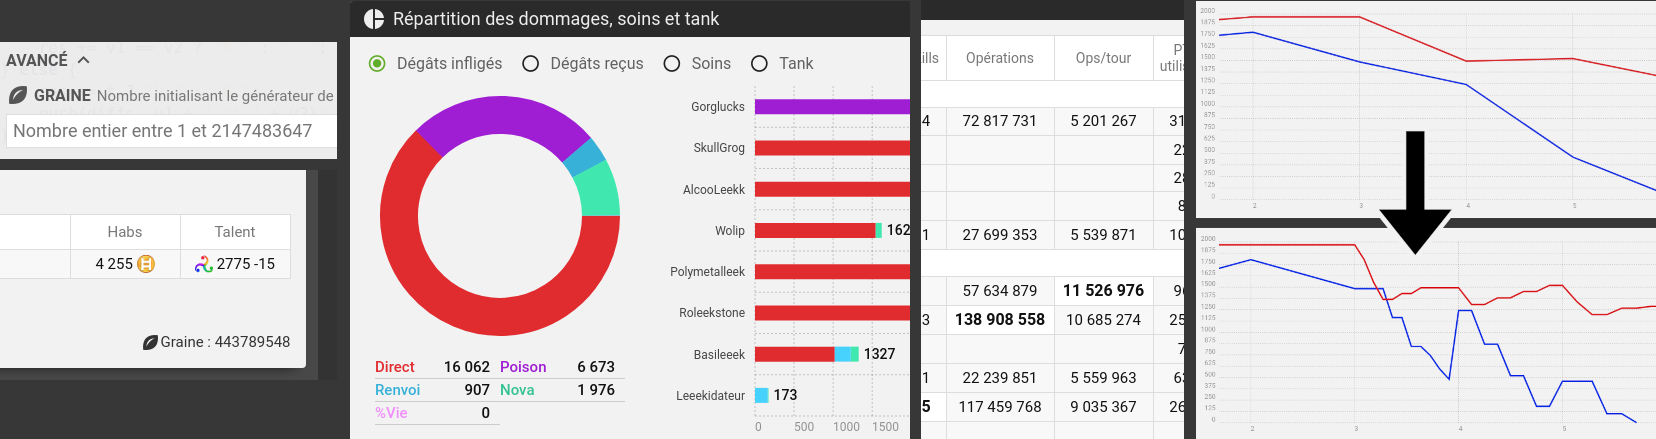 AVANCÉ
GRAINE Nombre initialisant le générateur de
Nombre entier entre 1 et 2147483647
Habs Talent
4 255 2775 -15
Graine : 443789548
Répartition des dommages, soins et tank
Dégâts infligés Dégâts reçus Soins Tank
Gorglucks
SkullGrog
AlcooLeekk
Wolip 162
Polymetalleek
Roleekstone
Basileeek 1327
Leeekidateur 173
0 500 1000 1500
Direct 16 062 Poison 6 673
Renvoi 907 Nova 1 976
%Vie 0
ills Opérations Ops/tour
utilis
4 72 817 731 5 201 267 31
22
28
8
1 27 699 353 5 539 871 10
57 634 879 11 526 976 96
3 138 908 558 10 685 274 25
7
1 22 239 851 5 559 963 63
5 117 459 768 9 035 367 26
2000
1875
1750
1625
1500
1375
1250
1125
1000
875
750
625
500
375
250
125
0
2 3 4 5
2000
1875
1750
1625
1500
1375
1250
1125
1000
875
750
625
500
375
250
125
0
2 3 4 5